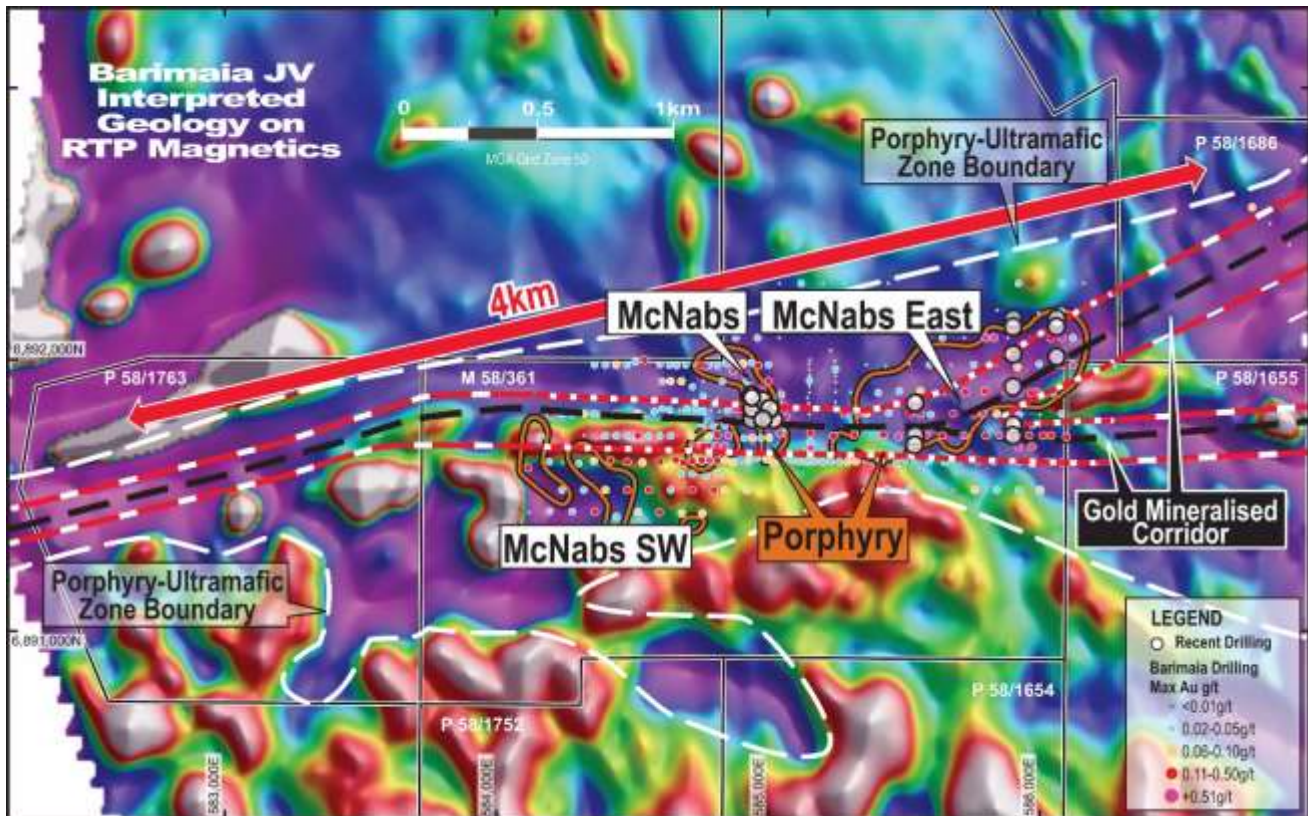 Barimaia JV
Interpreted
Geology on
RTP Magnetics
0 0.5 1km
MGA Grid Zone 50
Porphyry-Ultramafic
Zone Boundary
P 58/1686
4km
McNabs
McNabs East
6,892,000N
P 58/1763
M 58/361
P 58/1655
McNabs SW
Porphyry
Gold Mineralised
Corridor
Porphyry-Ultramafic
Zone Boundary
6,891,000N
P 58/1752
P 58/1654
583,000E
584,000E
585,000E
586,000E
LEGEND
Recent Drilling
Barimaia Drilling
Max Au g/t
<0.01g/t
0.02-0.05g/t
0.06-0.10g/t
0.11-0.50g/t
+0.51g/t